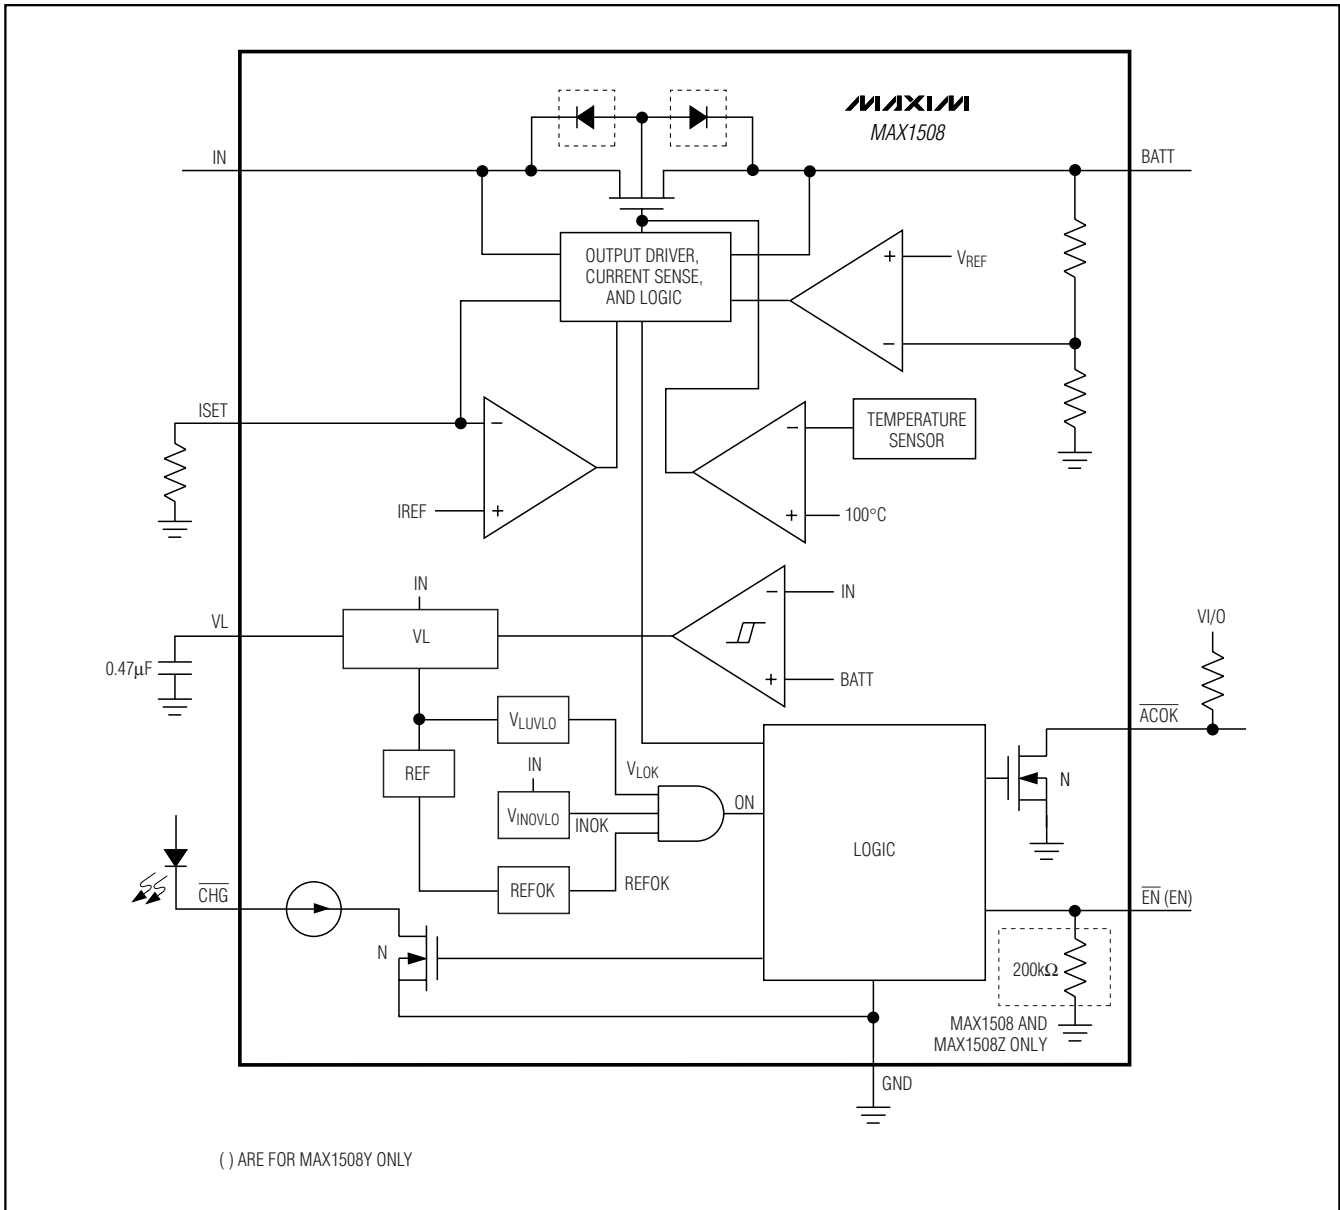 MAXIM
MAX1508
IN
BATT
OUTPUT DRIVER,
CURRENT SENSE,
AND LOGIC
+
VREF
−
ISET
−
TEMPERATURE
SENSOR
−
IREF
+
+
100°C
IN
−
IN
VL
VL
VI/O
0.47µF
+
BATT
VLUVLO
ACOK
REF
IN
VLOK
N
VINOVLO
INOK
ON
LOGIC
REFOK
REFOK
CHG
EN (EN)
N
200kΩ
MAX1508 AND
MAX1508Z ONLY
GND
( ) ARE FOR MAX1508Y ONLY